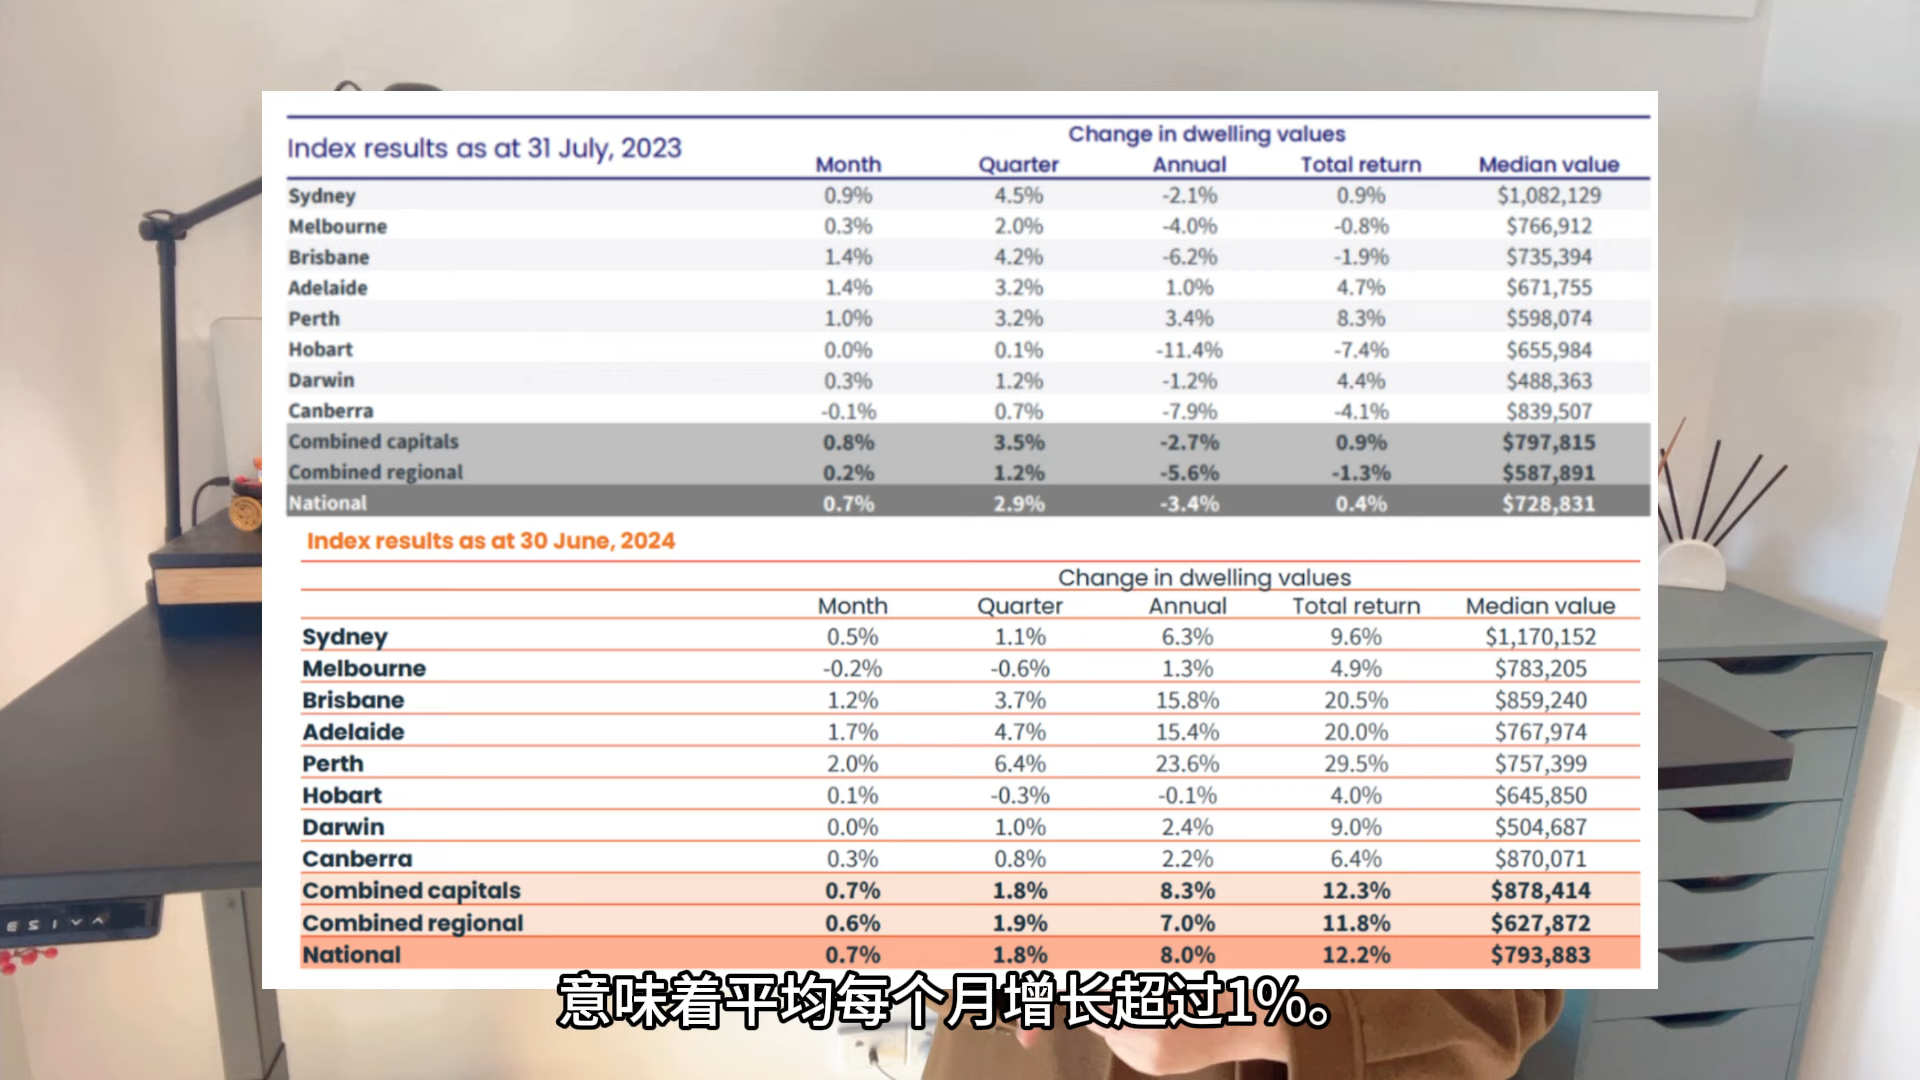 Index results as at 31 July, 2023
Change in dwelling values
Month Quarter Annual Total return Median value
Sydney 0.9% 4.5% -2.1% 0.9% $1,082,129
Melbourne 0.3% 2.0% -4.0% -0.8% $766,912
Brisbane 1.4% 4.2% -6.2% -1.9% $735,394
Adelaide 1.4% 3.2% 1.0% 4.7% $671,755
Perth 1.0% 3.2% 3.4% 8.3% $598,074
Hobart 0.0% 0.1% -11.4% -7.4% $655,984
Darwin 0.3% 1.2% -1.2% 4.4% $488,363
Canberra -0.1% 0.7% -7.9% -4.1% $839,507
Combined capitals 0.8% 3.5% -2.7% 0.9% $797,815
Combined regional 0.2% 1.2% -5.6% -1.3% $587,891
National 0.7% 2.9% -3.4% 0.4% $728,831
Index results as at 30 June, 2024
Change in dwelling values
Month Quarter Annual Total return Median value
Sydney 0.5% 1.1% 6.3% 9.6% $1,170,152
Melbourne -0.2% -0.6% 1.3% 4.9% $783,205
Brisbane 1.2% 3.7% 15.8% 20.5% $859,240
Adelaide 1.7% 4.7% 15.4% 20.0% $767,974
Perth 2.0% 6.4% 23.6% 29.5% $757,399
Hobart 0.1% -0.3% -0.1% 4.0% $645,850
Darwin 0.0% 1.0% 2.4% 9.0% $504,687
Canberra 0.3% 0.8% 2.2% 6.4% $870,071
Combined capitals 0.7% 1.8% 8.3% 12.3% $878,414
Combined regional 0.6% 1.9% 7.0% 11.8% $627,872
National 0.7% 1.8% 8.0% 12.2% $793,883
意味着平均每个月增长超过1%。